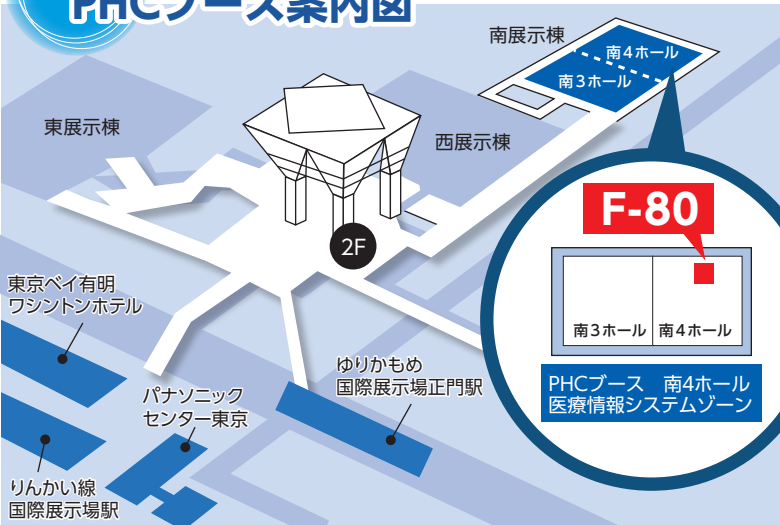 PHCブース案内図
南展示棟
南4ホール
南3ホール
東展示棟
西展示棟
2F
F-80
南3ホール
南4ホール
PHCブース 南4ホール
医療情報システムゾーン
東京ベイ有明
ワシントンホテル
ゆりかもめ
国際展示場正門駅
パナソニック
センター東京
りんかい線
国際展示場駅